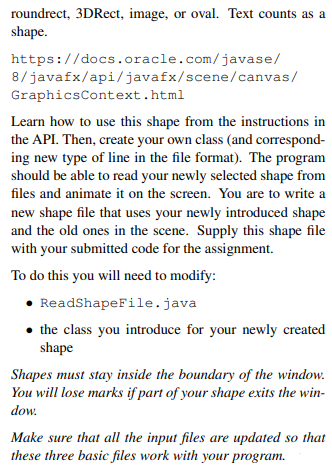 roundrect, 3DRect, image, or oval. Text counts as a
shape.
https://docs.oracle.com/javase/
8/javafx/api/javafx/scene/canvas/
GraphicsContext.html
Learn how to use this shape from the instructions in
the API. Then, create your own class (and correspond-
ing new type of line in the file format). The program
should be able to read your newly selected shape from
files and animate it on the screen. You are to write a
new shape file that uses your newly introduced shape
and the old ones in the scene. Supply this shape file
with your submitted code for the assignment.
To do this you will need to modify:
• ReadShapeFile.java
• the class you introduce for your newly created
shape
Shapes must stay inside the boundary of the window.
You will lose marks if part of your shape exits the win-
dow.
Make sure that all the input files are updated so that
these three basic files work with your program.